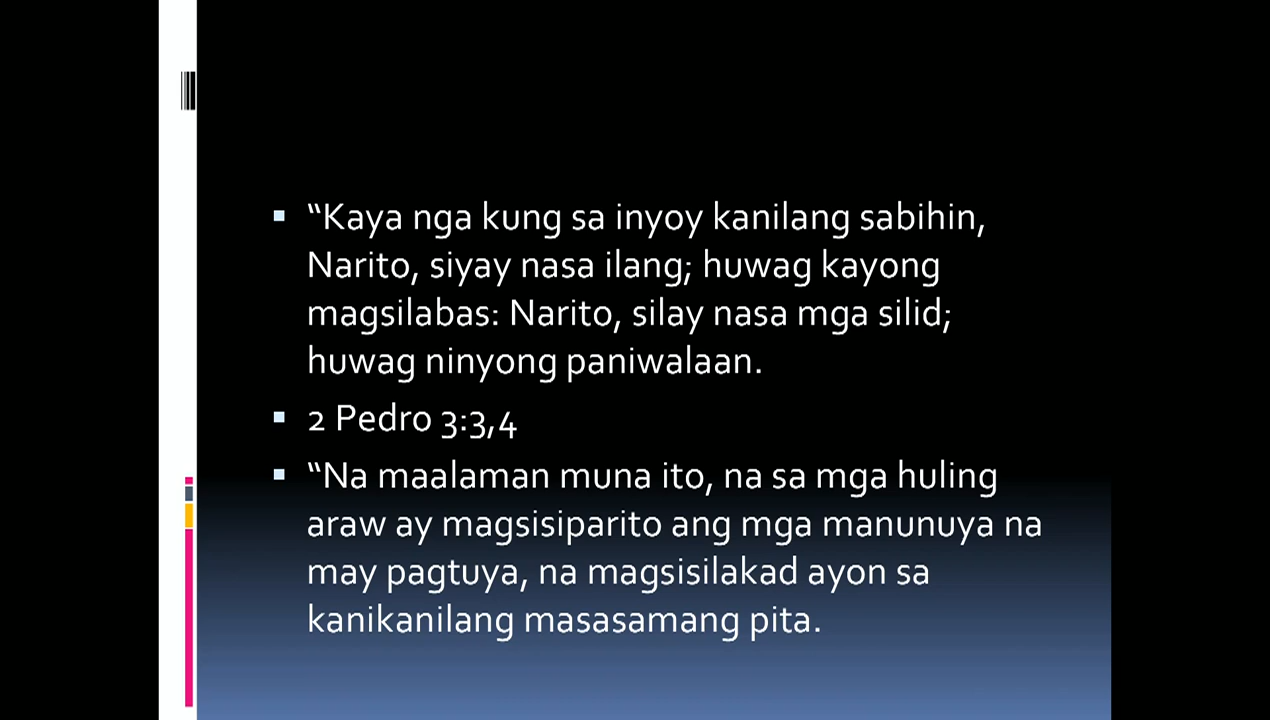 “Kaya nga kung sa inyoy kanilang sabihin,
Narito, siyay nasa ilang; huwag kayong
magsilabas: Narito, silay nasa mga silid;
huwag ninyong paniwalaan.
2 Pedro 3:3,4
“Na maalaman muna ito, na sa mga huling
araw ay magsisiparito ang mga manunuya na
may pagtuya, na magsisilakad ayon sa
kanikanilang masasamang pita.